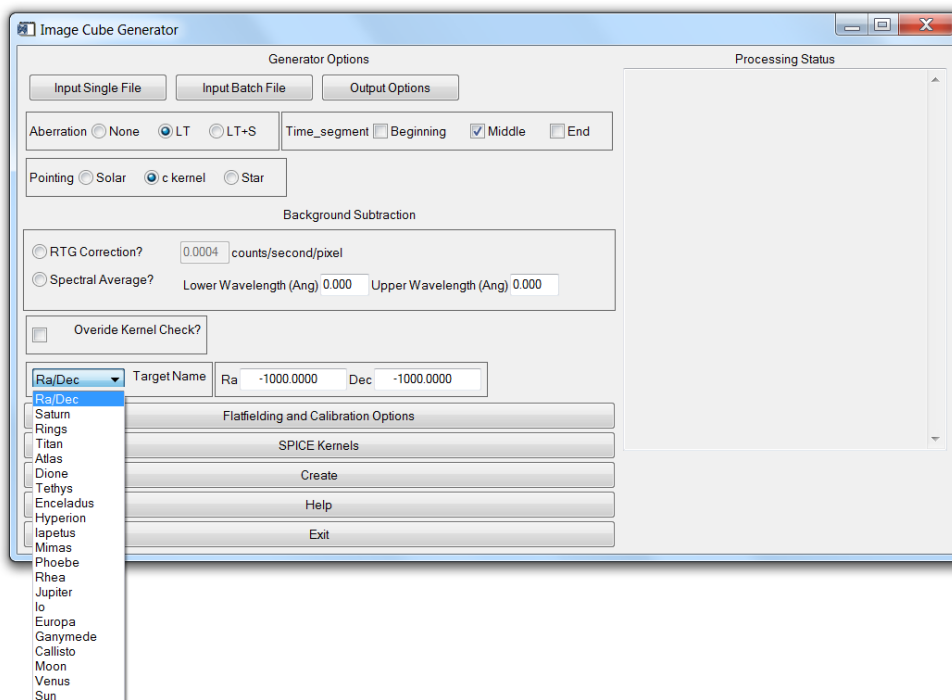 Image Cube Generator
Generator Options
Processing Status
Input Single File Input Batch File Output Options
Aberration None LT LT+S Time_segment Beginning Middle End
Pointing Solar c kernel Star
Background Subtraction
RTG Correction? 0.0004 counts/second/pixel
Spectral Average? Lower Wavelength (Ang) 0.000 Upper Wavelength (Ang) 0.000
Overide Kernel Check?
Ra/Dec Target Name Ra -1000.0000 Dec -1000.0000
Ra/Dec
Saturn
Rings
Titan
Atlas
Dione
Tethys
Enceladus
Hyperion
Iapetus
Mimas
Phoebe
Rhea
Jupiter
Io
Europa
Ganymede
Callisto
Moon
Venus
Sun
Flatfielding and Calibration Options
SPICE Kernels
Create
Help
Exit